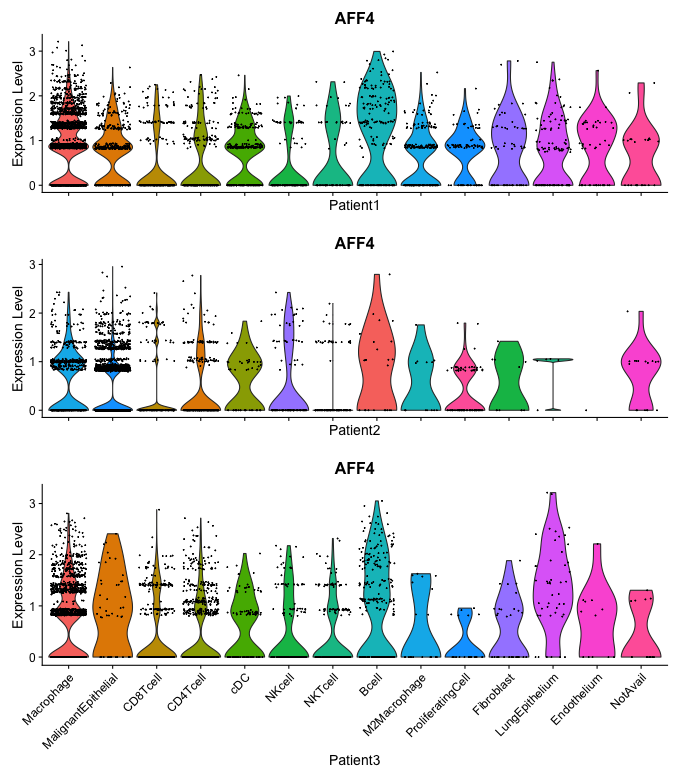 AFF4
Expression Level
3
2
1
0
Patient1
AFF4
Expression Level
3
2
1
0
Patient2
AFF4
Expression Level
3
2
1
0
Macrophage
MalignantEpithelial
CD8Tcell
CD4Tcell
cDC
NKcell
NKTcell
Bcell
M2Macrophage
ProliferatingCell
Fibroblast
LungEpithelium
Endothelium
NotAvail
Patient3